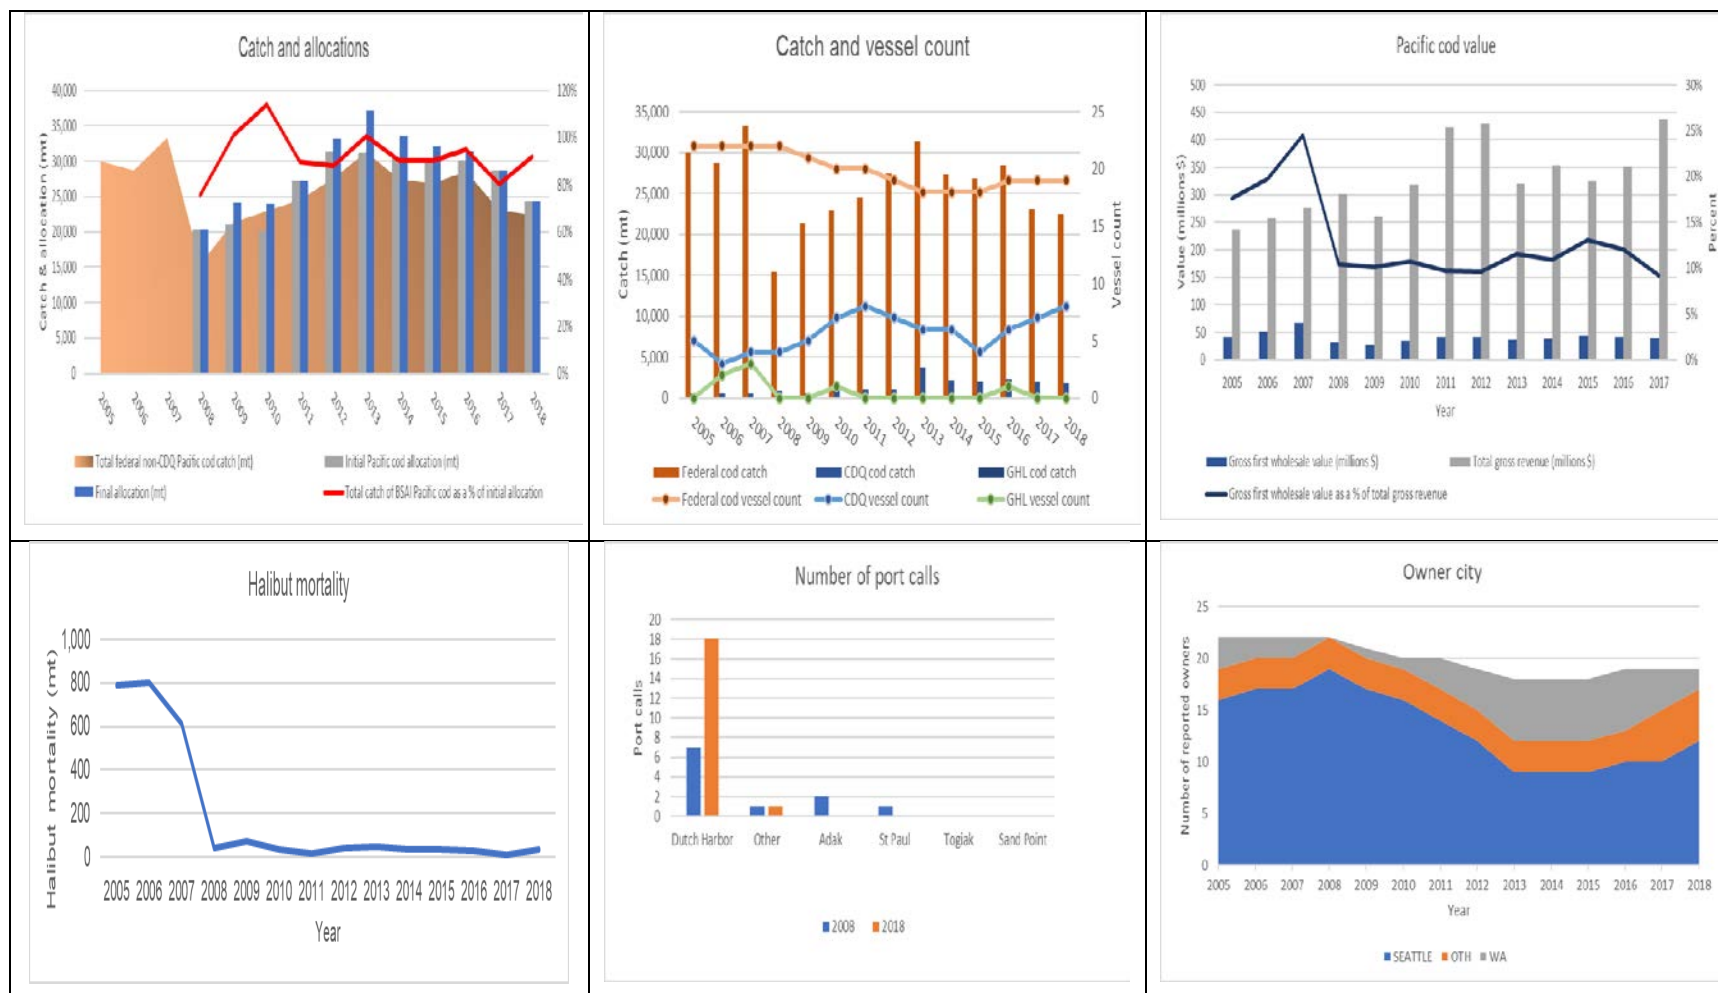 Catch and allocations
40,000
35,000
30,000
25,000
20,000
15,000
10,000
5,000
0
120%
100%
80%
60%
40%
20%
0%
Catch & allocation (mt)
2005 2006 2007 2008 2009 2010 2011 2012 2013 2014 2015 2016 2017 2018
Total federal non-CDQ Pacific cod catch (mt) Initial Pacific cod allocation (mt)
Final allocation (mt) Total catch of BSAI Pacific cod as a % of initial allocation
Catch and vessel count
35,000
30,000
25,000
20,000
15,000
10,000
5,000
0
25
20
15
10
5
0
Catch (mt)
Vessel count
2005 2006 2007 2008 2009 2010 2011 2012 2013 2014 2015 2016 2017 2018
Federal cod catch CDQ cod catch GHL cod catch
Federal cod vessel count CDQ vessel count GHL vessel count
Pacific cod value
500
450
400
350
300
250
200
150
100
50
0
30%
25%
20%
15%
10%
5%
0%
Value (millions $)
Percent
2005 2006 2007 2008 2009 2010 2011 2012 2013 2014 2015 2016 2017
Year
Gross first wholesale value (millions $) Total gross revenue (millions $)
Gross first wholesale value as a % of total gross revenue
Halibut mortality
1,000
800
600
400
200
0
Halibut mortality (mt)
2005 2006 2007 2008 2009 2010 2011 2012 2013 2014 2015 2016 2017 2018
Year
Number of port calls
20
18
16
14
12
10
8
6
4
2
0
Port calls
Dutch Harbor Other Adak St Paul Togiak Sand Point
2008 2018
Owner city
25
20
15
10
5
0
Number of reported owners
2005 2006 2007 2008 2009 2010 2011 2012 2013 2014 2015 2016 2017 2018
Year
SEATTLE OTH WA